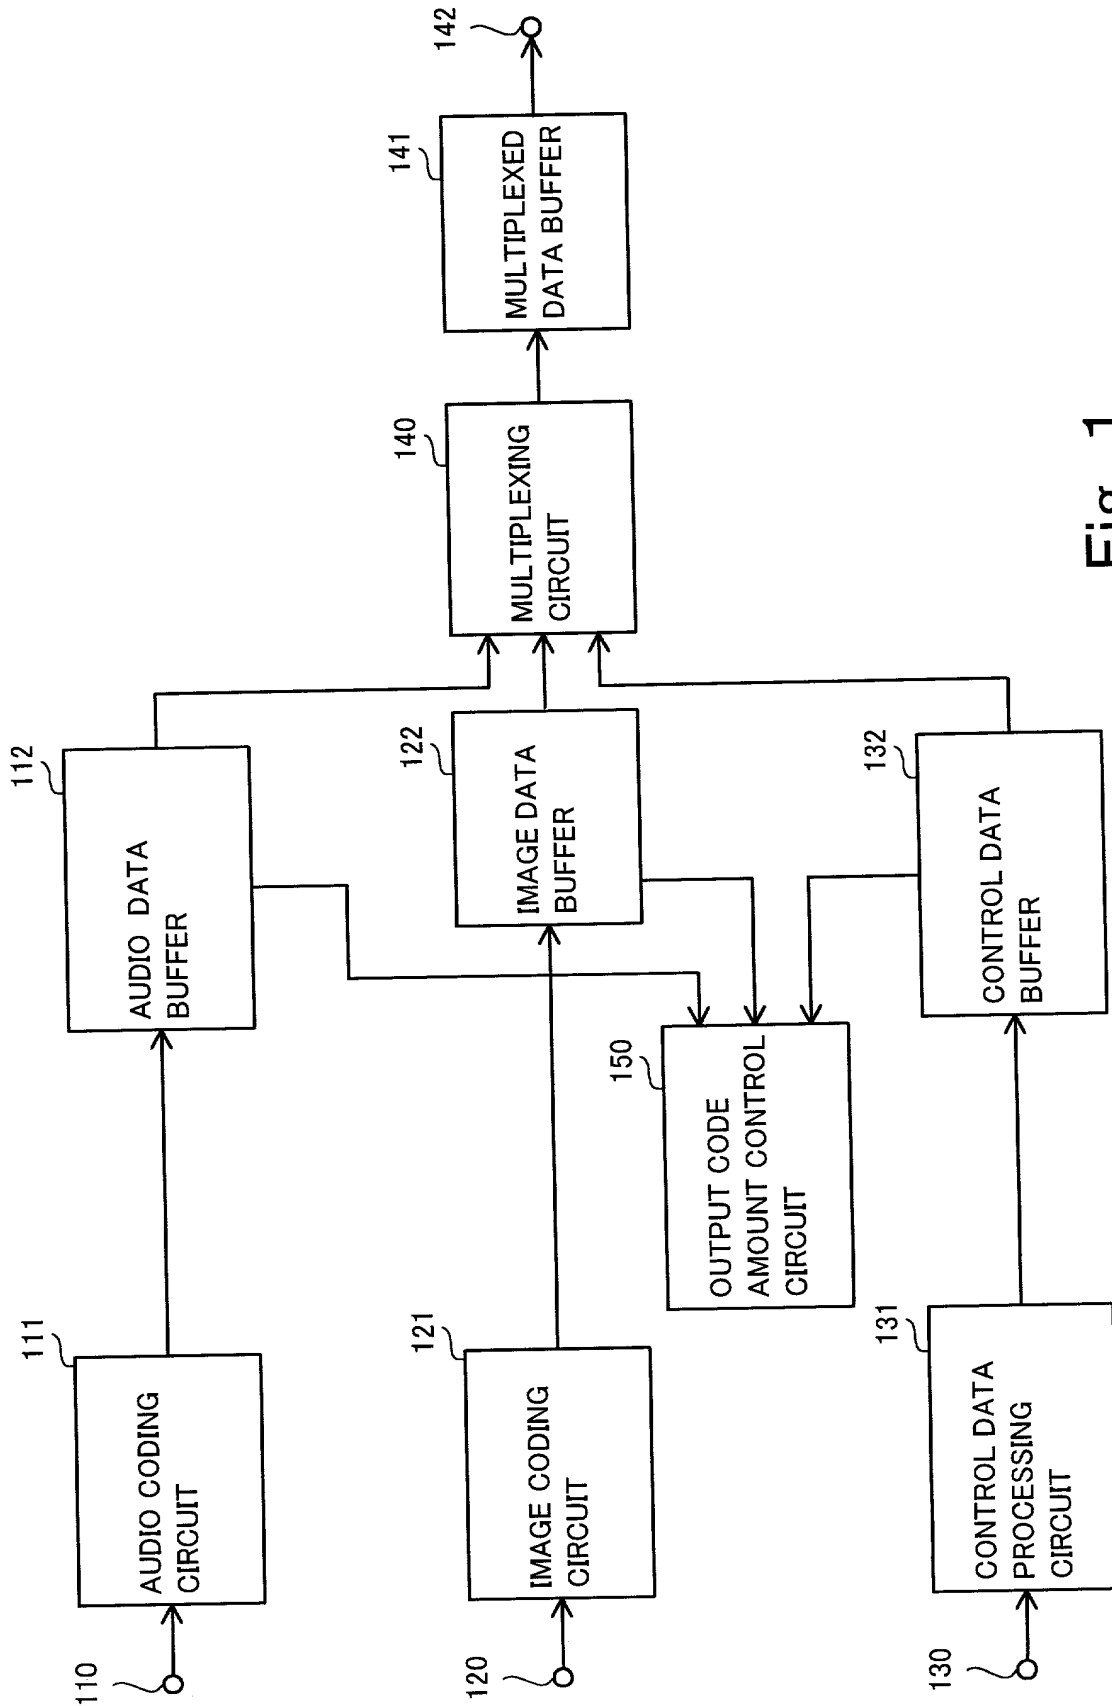 110
111
AUDIO CODING
CIRCUIT
112
AUDIO DATA
BUFFER
120
121
IMAGE CODING
CIRCUIT
122
IMAGE DATA
BUFFER
140
MULTIPLEXING
CIRCUIT
141
MULTIPLEXED
DATA BUFFER
142
150
OUTPUT CODE
AMOUNT CONTROL
CIRCUIT
130
131
CONTROL DATA
PROCESSING
CIRCUIT
132
CONTROL DATA
BUFFER
Fig. 1